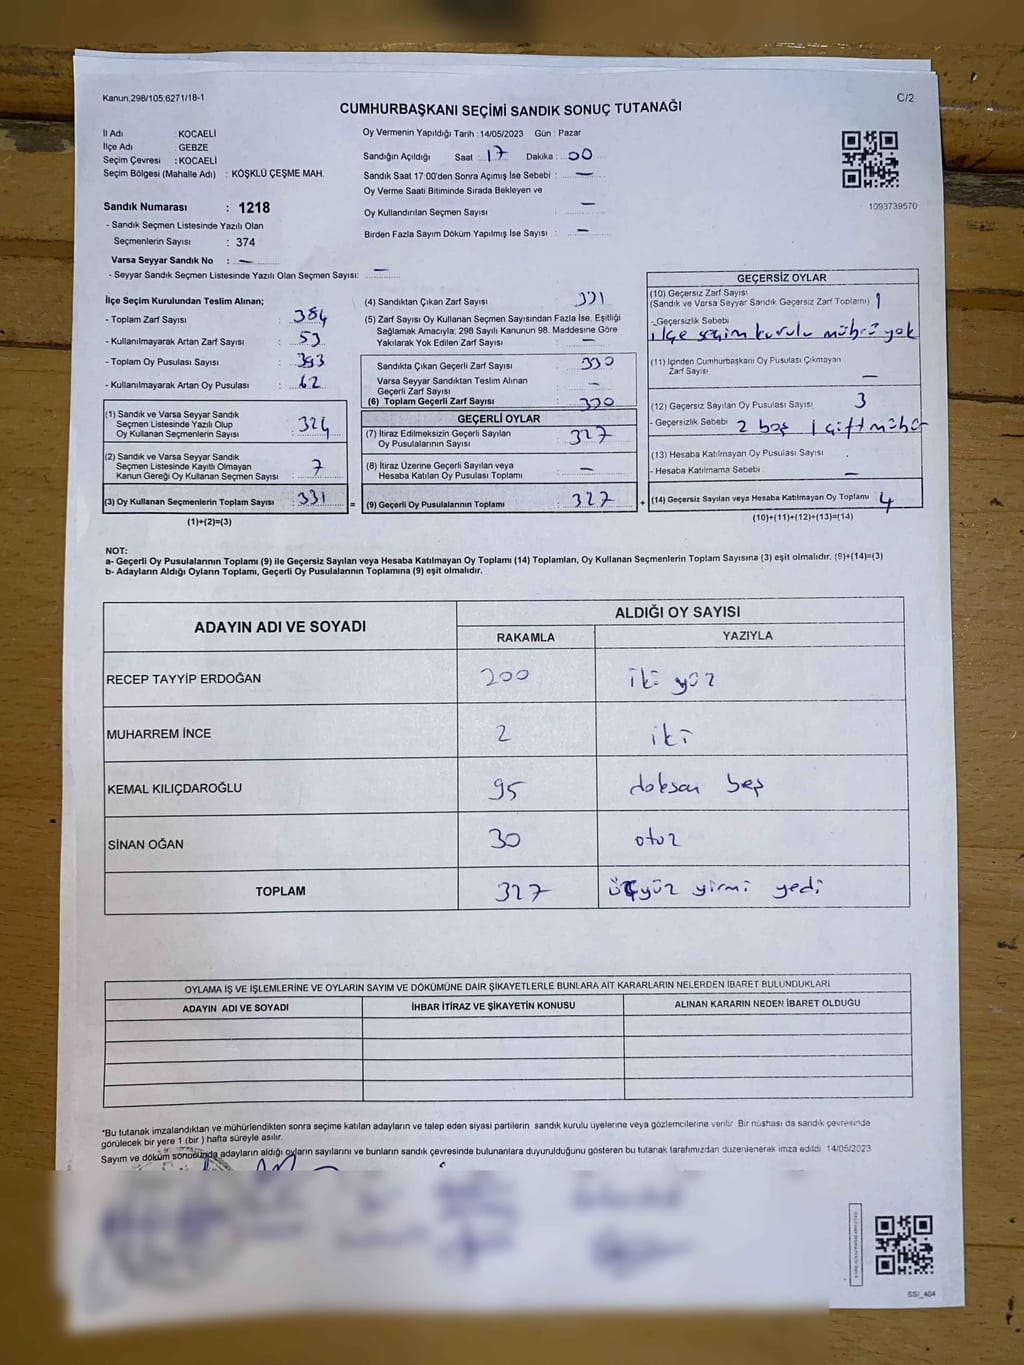 Kanun,298/105;6271/18-1
C/2
CUMHURBAŞKANI SEÇİMİ SANDIK SONUÇ TUTANAĞI
İl Adı KOCAELİ
İlçe Adı GEBZE
Seçim Çevresi : KOCAELİ
Seçim Bölgesi (Mahalle Adı) : KÖŞKLÜ ÇEŞME MAH.
Sandık Numarası : 1218
- Sandık Seçmen Listesinde Yazılı Olan
Seçmenlerin Sayısı : 374
Varsa Seyyar Sandık No : —
- Seyyar Sandık Seçmen Listesinde Yazılı Olan Seçmen Sayısı: —
Oy Vermenin Yapıldığı Tarih : 14/05/2023 Gün : Pazar
Sandığın Açıldığı Saat : 17 Dakika : 00
Sandık Saat 17:00'den Sonra Açımış İse Sebebi : —
Oy Verme Saati Bitiminde Sırada Bekleyen ve
Oy Kullandırılan Seçmen Sayısı : —
Birden Fazla Sayım Döküm Yapılmış İse Sayısı : —
1093739570
İlçe Seçim Kurulundan Teslim Alınan;
- Toplam Zarf Sayısı : 384
- Kullanılmayarak Artan Zarf Sayısı : 53
- Toplam Oy Pusulası Sayısı : 393
- Kullanılmayarak Artan Oy Pusulası : 62
(1) Sandık ve Varsa Seyyar Sandık
Seçmen Listesinde Yazılı Olup
Oy Kullanan Seçmenlerin Sayısı : 324
(2) Sandık ve Varsa Seyyar Sandık
Seçmen Listesinde Kayıtlı Olmayan
Kanun Gereği Oy Kullanan Seçmen Sayısı : 7
(3) Oy Kullanan Seçmenlerin Toplam Sayısı : 331 =
(1)+(2)=(3)
(4) Sandıktan Çıkan Zarf Sayısı : 331
(5) Zarf Sayısı Oy Kullanan Seçmen Sayısından Fazla İse, Eşitliği
Sağlamak Amacıyla; 298 Sayılı Kanunun 98. Maddesine Göre
Yakılarak Yok Edilen Zarf Sayısı : —
Sandıkta Çıkan Geçerli Zarf Sayısı : 330
Varsa Seyyar Sandıktan Teslim Alınan
Geçerli Zarf Sayısı : —
(6) Toplam Geçerli Zarf Sayısı : 330
GEÇERLİ OYLAR
(7) İtiraz Edilmeksizin Geçerli Sayılan
Oy Pusulasının Sayısı : 327
(8) İtiraz Üzerine Geçerli Sayılan veya
Hesaba Katılan Oy Pusulası Toplamı : —
(9) Geçerli Oy Pusulalarının Toplamı : 327 +
GEÇERSİZ OYLAR
(10) Geçersiz Zarf Sayısı
(Sandık ve Varsa Seyyar Sandık Geçersiz Zarf Toplamı) 1
-Geçersizlik Sebebi
ilçe seçim kurulu mührü yok
(11) İçinden Cumhurbaşkanı Oy Pusulası Çıkmayan
Zarf Sayısı —
(12) Geçersiz Sayılan Oy Pusulası Sayısı 3
- Geçersizlik Sebebi 2 boş 1 çift mühür
(13) Hesaba Katılmayan Oy Pusulası Sayısı
- Hesaba Katılmama Sebebi : —
(14) Geçersiz Sayılan veya Hesaba Katılmayan Oy Toplamı : 4
(10)+(11)+(12)+(13)=(14)
NOT:
a- Geçerli Oy Pusulalarının Toplamı (9) ile Geçersiz Sayılan veya Hesaba Katılmayan Oy Toplamı (14) Toplamları, Oy Kullanan Seçmenlerin Toplam Sayısına (3) eşit olmalıdır. (9)+(14)=(3)
b- Adayların Aldığı Oyların Toplamı, Geçerli Oy Pusulalarının Toplamına (9) eşit olmalıdır.
ADAYIN ADI VE SOYADI
ALDIĞI OY SAYISI
RAKAMLA YAZIYLA
RECEP TAYYİP ERDOĞAN 200 iki yüz
MUHARREM İNCE 2 iki
KEMAL KILIÇDAROĞLU 95 doksan beş
SİNAN OĞAN 30 otuz
TOPLAM 327 üçyüz yirmi yedi
OYLAMA İŞ VE İŞLEMLERİNE VE OYLARIN SAYIM VE DÖKÜMÜNE DAİR ŞİKAYETLERLE BUNLARA AİT KARARLARIN NELERDEN İBARET BULUNDUKLARI
ADAYIN ADI VE SOYADI İHBAR İTİRAZ VE ŞİKAYETİN KONUSU ALINAN KARARIN NEDEN İBARET OLDUĞU
*Bu tutanak imzalandıktan ve mühürlendikten sonra seçime katılan adayların ve talep eden siyasi partilerin sandık kurulu üyelerine veya gözlemcilerine verilir. Bir nüshası da sandık çevresinde
görülecek bir yere 1 (bir) hafta süreyle asılır.
Sayım ve döküm sonucunda adayların aldığı oyların sayılarını ve bunların sandık çevresinde bulunanlara duyurulduğunu gösteren bu tutanak tarafımızdan düzenlenerek imza edildi. 14/05/2023
SSI_404